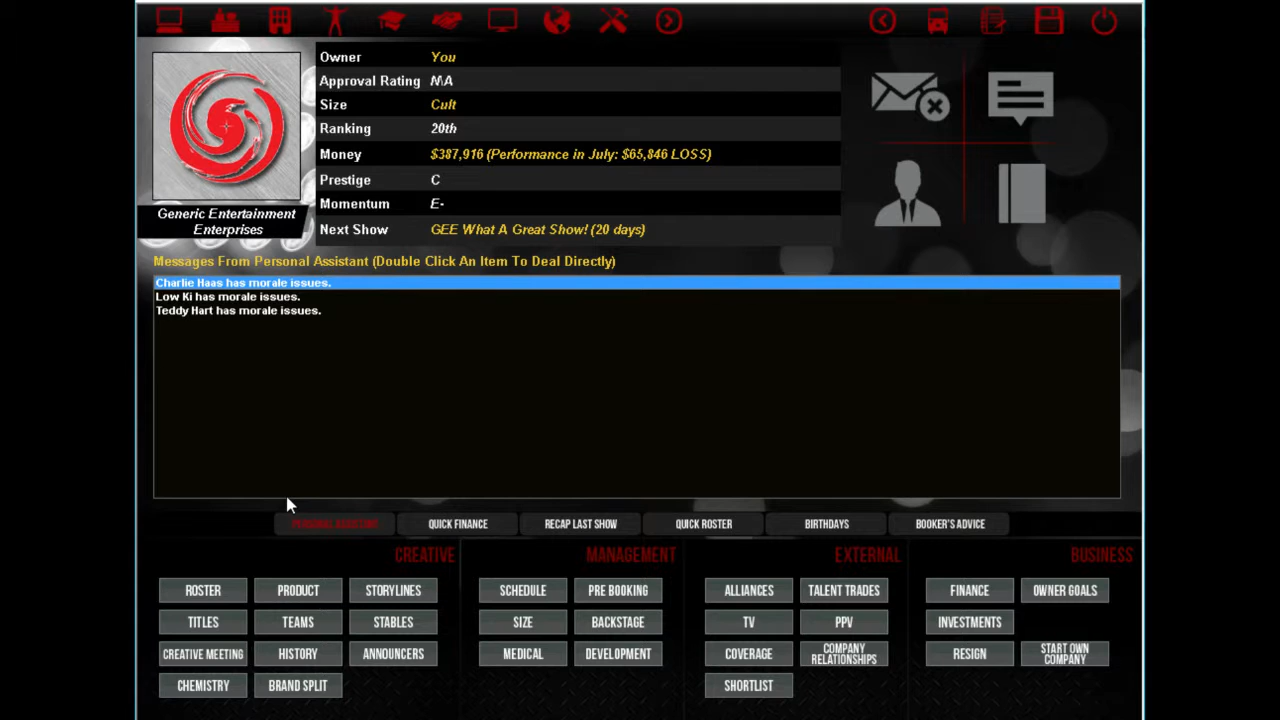 Owner You
Approval Rating N/A
Size Cult
Ranking 20th
Money $387,916 (Performance in July: $65,846 LOSS)
Prestige C
Momentum E-
Next Show GEE What A Great Show! (20 days)
Generic Entertainment
Enterprises
Messages From Personal Assistant (Double Click An Item To Deal Directly)
Charlie Haas has morale issues.
Low Ki has morale issues.
Teddy Hart has morale issues.
PERSONAL ASSISTANT QUICK FINANCE RECAP LAST SHOW QUICK ROSTER BIRTHDAYS BOOKER'S ADVICE
CREATIVE MANAGEMENT EXTERNAL BUSINESS
ROSTER PRODUCT STORYLINES SCHEDULE PRE BOOKING ALLIANCES TALENT TRADES FINANCE OWNER GOALS
TITLES TEAMS STABLES SIZE BACKSTAGE TV PPV INVESTMENTS
CREATIVE MEETING HISTORY ANNOUNCERS MEDICAL DEVELOPMENT COVERAGE COMPANY RELATIONSHIPS RESIGN START OWN COMPANY
CHEMISTRY BRAND SPLIT SHORTLIST